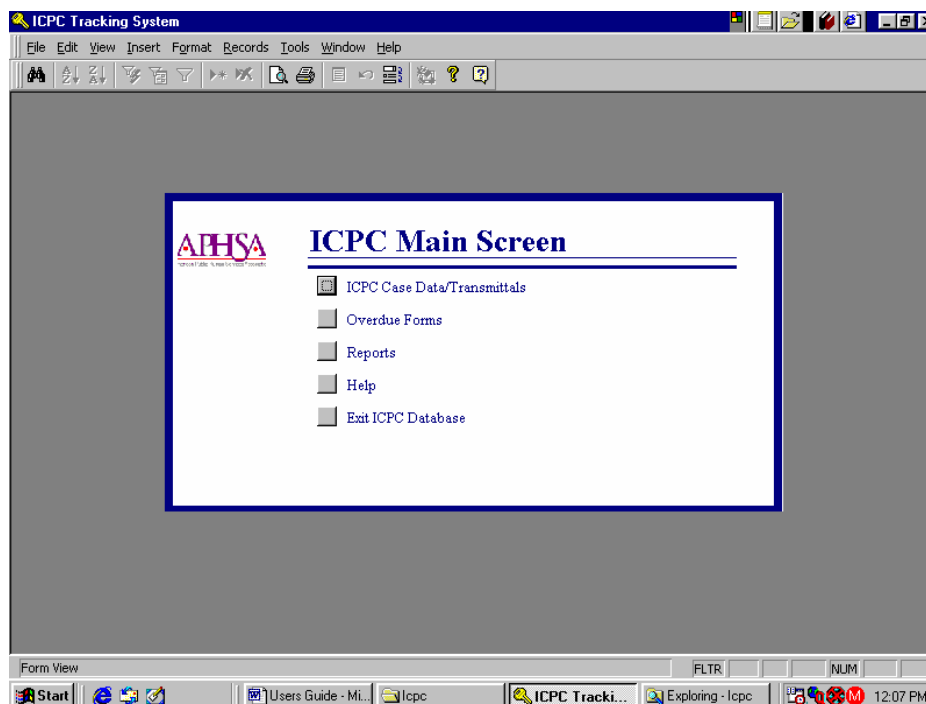 ICPC Tracking System
File Edit View Insert Format Records Tools Window Help
APHSA
ICPC Main Screen
ICPC Case Data/Transmittals
Overdue Forms
Reports
Help
Exit ICPC Database
Form View FLTR NUM
Start Users Guide - Mi... Icpc ICPC Tracki... Exploring - Icpc 12:07 PM